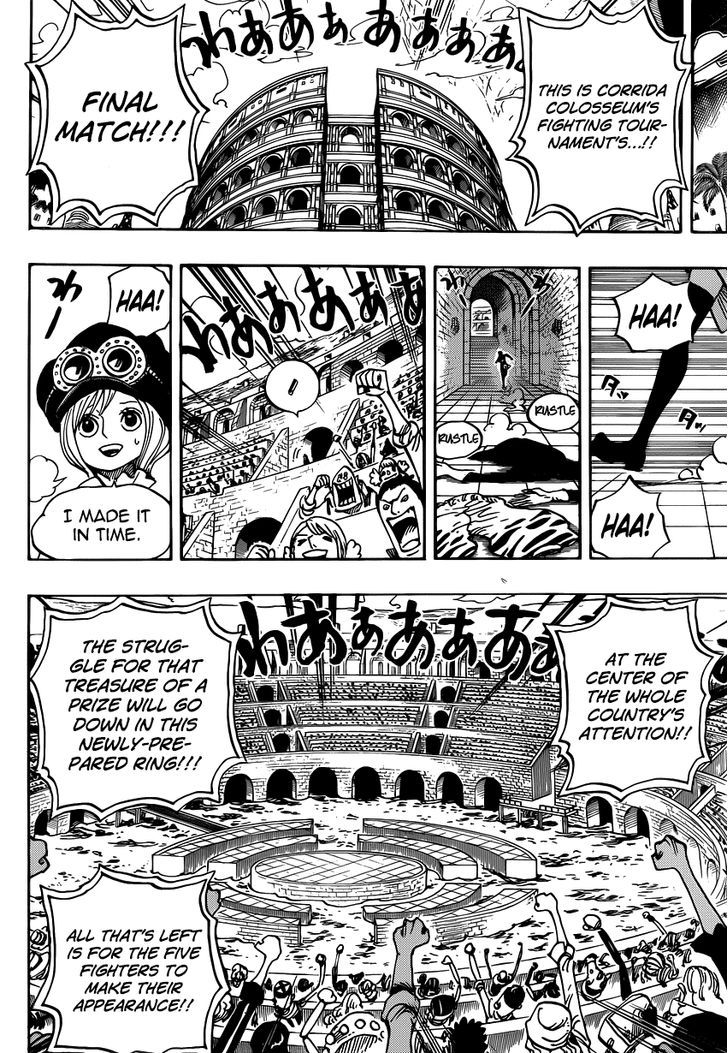 THIS IS CORRIDA
COLOSSEUM'S
FIGHTING TOUR-
NAMENT'S...!!
わあああぁぁぁぁ
FINAL
MATCH!!!
HAA!
タッ
タッ
HAA!
RUSTLE
RUSTLE
わあああぁぁぁ
わ
HAA!
I MADE IT
IN TIME.
AT THE
CENTER OF
THE WHOLE
COUNTRY'S
ATTENTION!!
わあああぁぁぁ
THE STRUG-
GLE FOR THAT
TREASURE OF A
PRIZE WILL GO
DOWN IN THIS
NEWLY-PRE-
PARED RING!!!
ALL THAT'S LEFT
IS FOR THE FIVE
FIGHTERS TO
MAKE THEIR
APPEARANCE!!